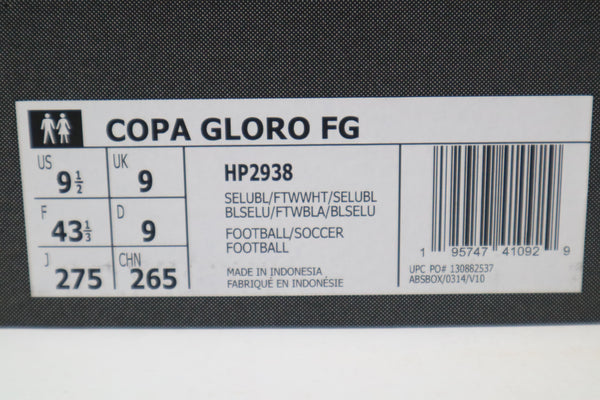 COPA GLORO FG
US 9½ UK 9
F 43⅓ D 9
J 275 CHN 265
HP2938
SELUBL/FTWWHT/SELUBL
BLSELU/FTWBLA/BLSELU
FOOTBALL/SOCCER
FOOTBALL
MADE IN INDONESIA
FABRIQUÉ EN INDONÉSIE
1 95747 41092 9
UPC PO# 130882537
ABSBOX/0314/V10